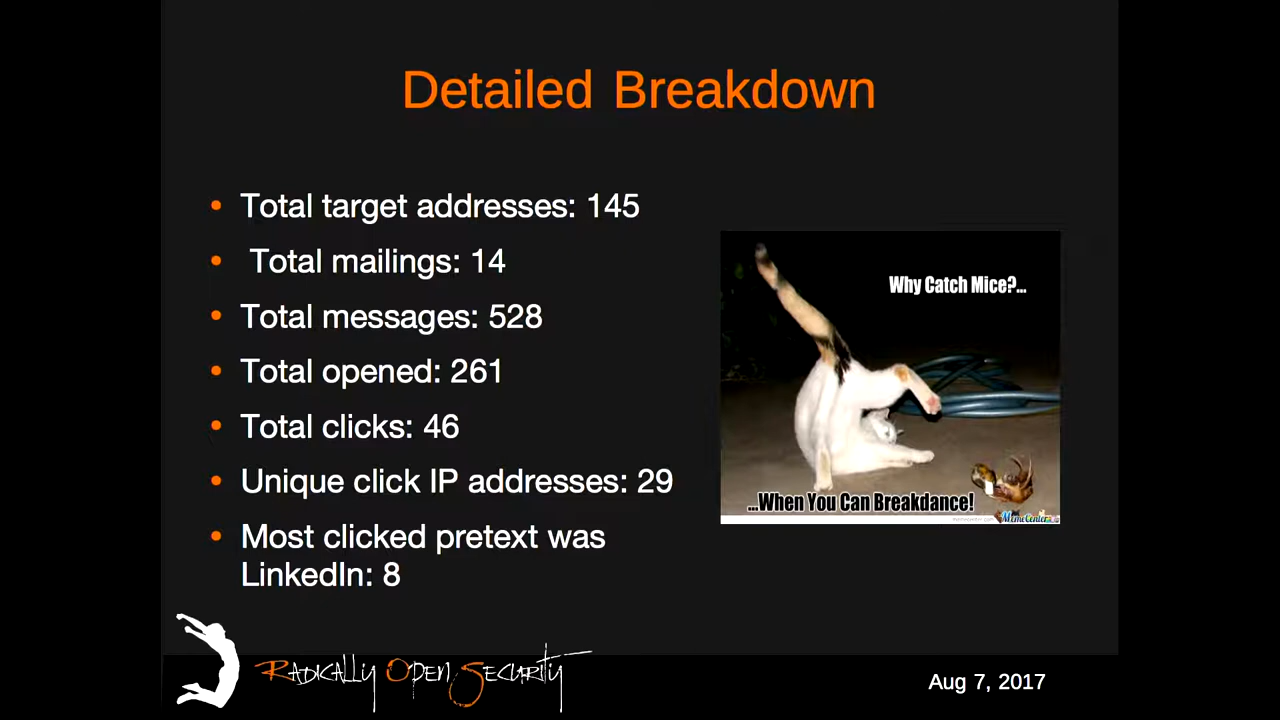 Detailed Breakdown
• Total target addresses: 145
• Total mailings: 14
• Total messages: 528
• Total opened: 261
• Total clicks: 46
• Unique click IP addresses: 29
• Most clicked pretext was
LinkedIn: 8
Why Catch Mice?...
...When You Can Breakdance!
MemeCenter
Radically Open Security
Aug 7, 2017